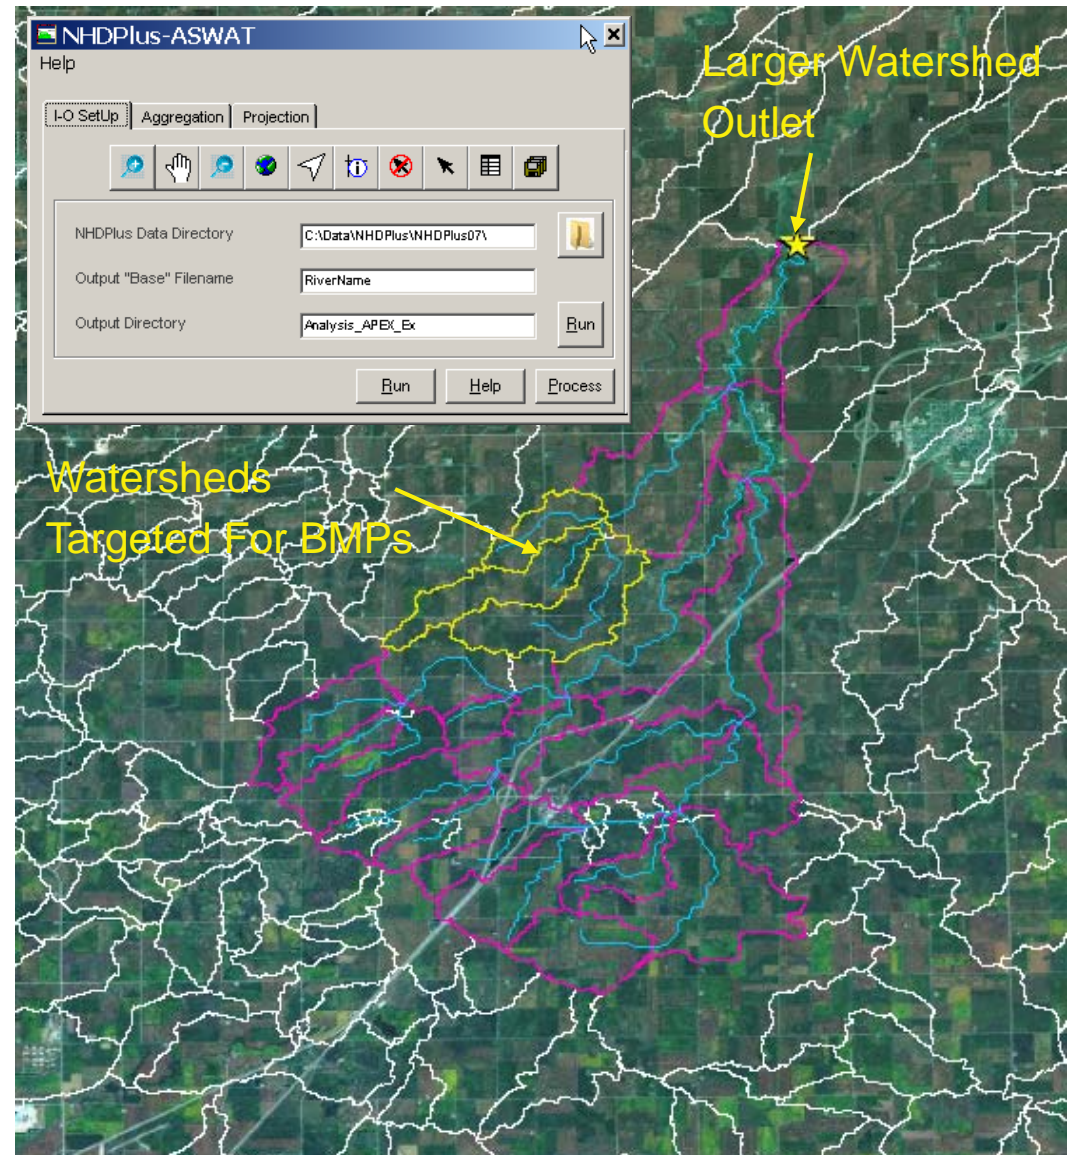 NHDPlus-ASWAT
Help
I-O SetUp Aggregation Projection
NHDPlus Data Directory C:\Data\NHDPlus\NHDPlus07\
Output "Base" Filename RiverName
Output Directory Analysis_APEX_Ex Run
Run Help Process
Larger Watershed
Outlet
Watersheds
Targeted For BMPs